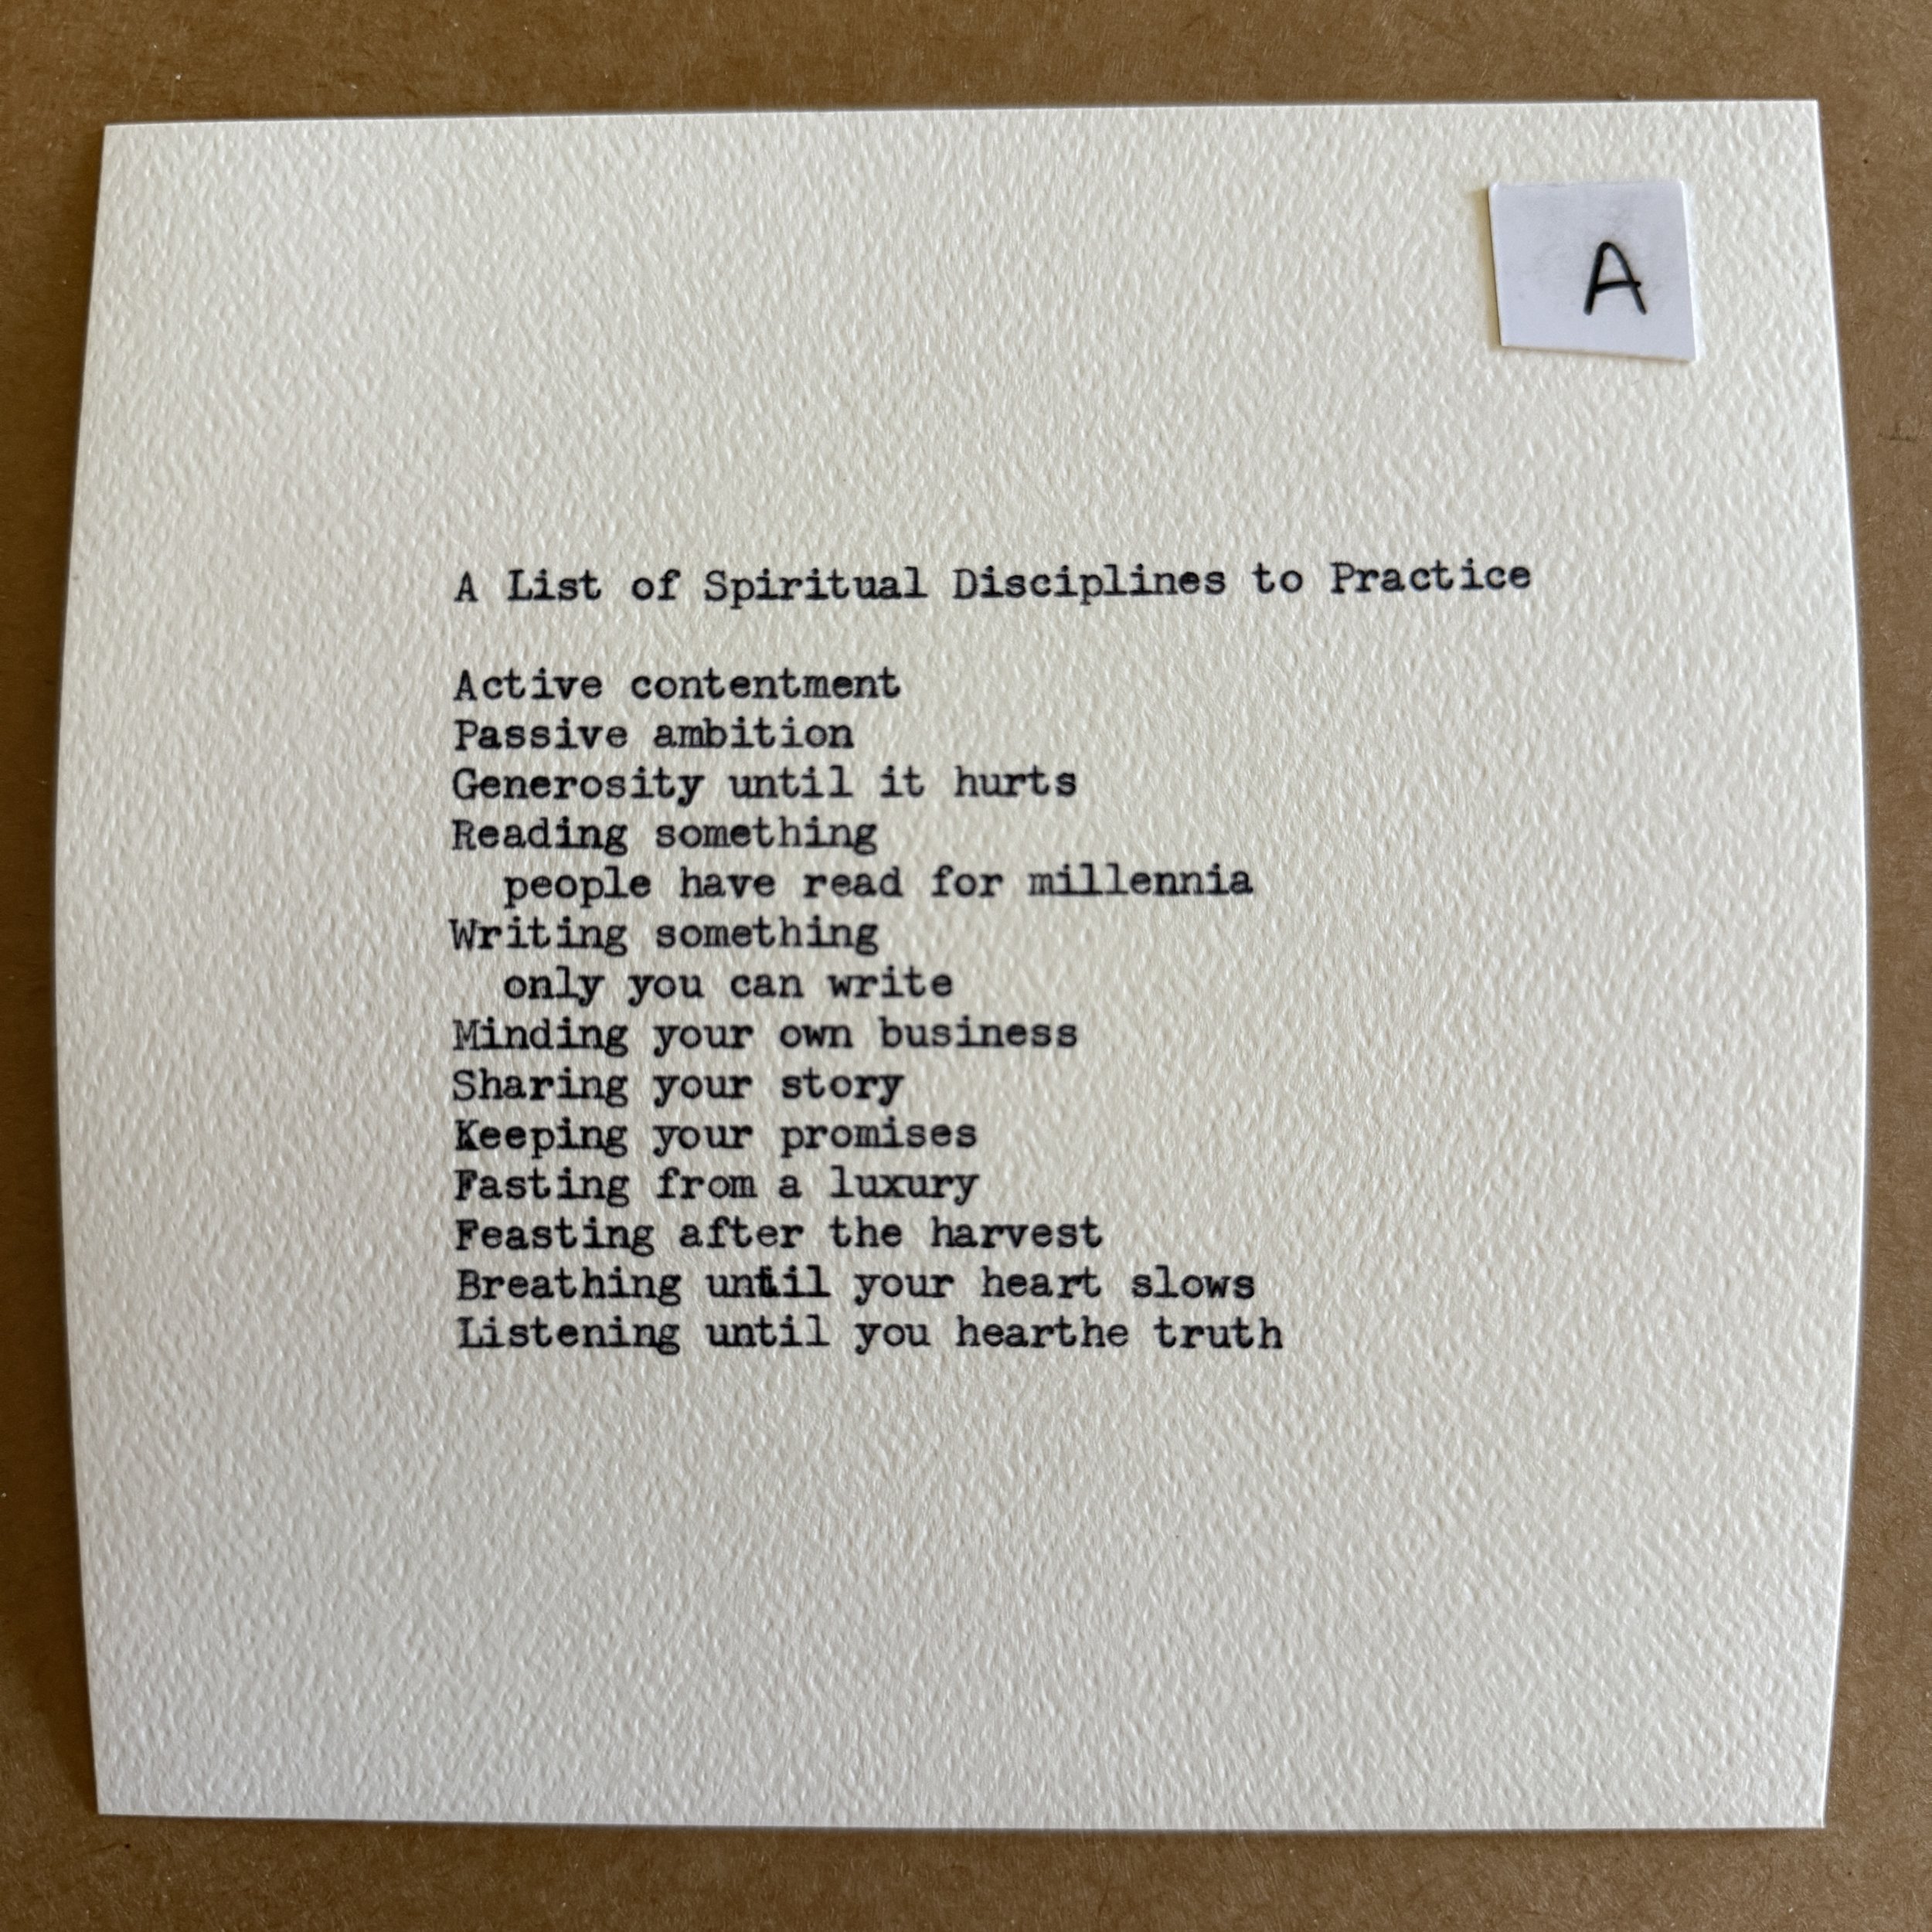 A
A List of Spiritual Disciplines to Practice
Active contentment
Passive ambition
Generosity until it hurts
Reading something
people have read for millennia
Writing something
only you can write
Minding your own business
Sharing your story
Keeping your promises
Fasting from a luxury
Feasting after the harvest
Breathing until your heart slows
Listening until you hearthe truth